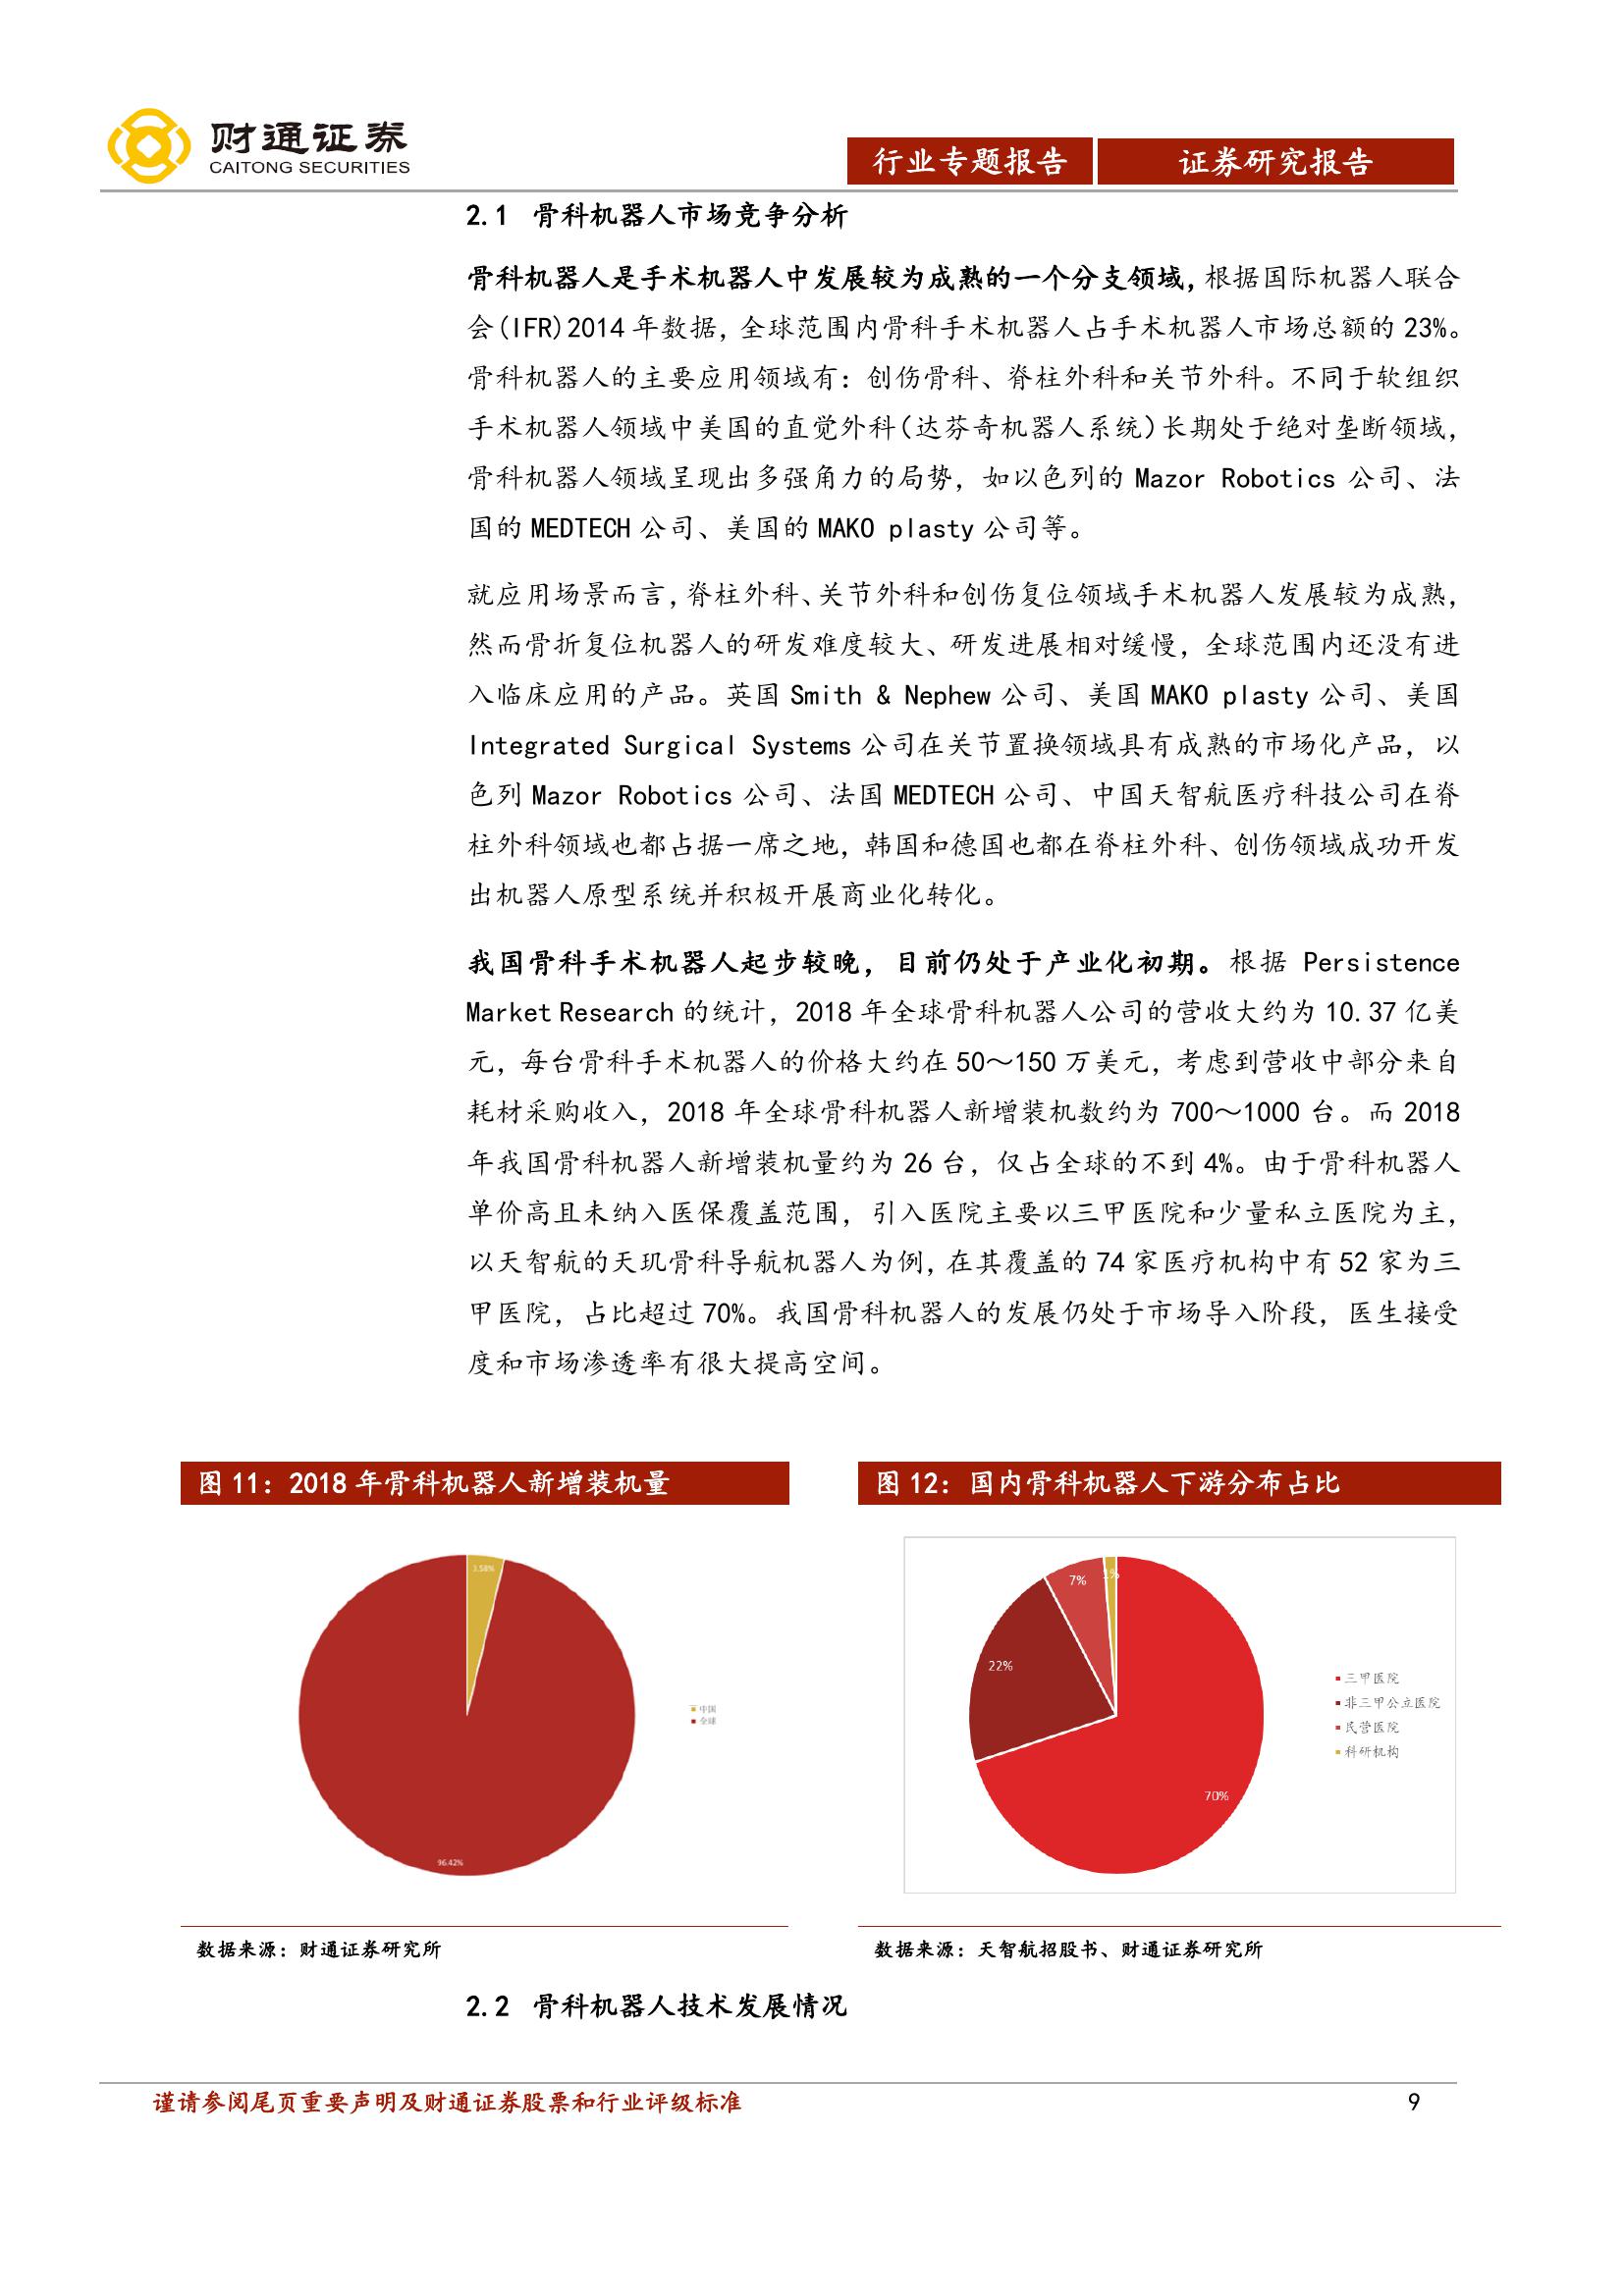 财通证券
CAITONG SECURITIES
行业专题报告 证券研究报告
2.1 骨科机器人市场竞争分析
骨科机器人是手术机器人中发展较为成熟的一个分支领域，根据国际机器人联合
会(IFR)2014 年数据，全球范围内骨科手术机器人占手术机器人市场总额的 23%。
骨科机器人的主要应用领域有：创伤骨科、脊柱外科和关节外科。不同于软组织
手术机器人领域中美国的直觉外科(达芬奇机器人系统)长期处于绝对垄断领域，
骨科机器人领域呈现出多强角力的局势，如以色列的 Mazor Robotics 公司、法
国的 MEDTECH 公司、美国的 MAKO plasty 公司等。
就应用场景而言，脊柱外科、关节外科和创伤复位领域手术机器人发展较为成熟，
然而骨折复位机器人的研发难度较大、研发进展相对缓慢，全球范围内还没有进
入临床应用的产品。英国 Smith & Nephew 公司、美国 MAKO plasty 公司、美国
Integrated Surgical Systems 公司在关节置换领域具有成熟的市场化产品，以
色列 Mazor Robotics 公司、法国 MEDTECH 公司、中国天智航医疗科技公司在脊
柱外科领域也都占据一席之地，韩国和德国也都在脊柱外科、创伤领域成功开发
出机器人原型系统并积极开展商业化转化。
我国骨科手术机器人起步较晚，目前仍处于产业化初期。根据 Persistence
Market Research 的统计，2018 年全球骨科机器人公司的营收大约为 10.37 亿美
元，每台骨科手术机器人的价格大约在 50～150 万美元，考虑到营收中部分来自
耗材采购收入，2018 年全球骨科机器人新增装机数约为 700～1000 台。而 2018
年我国骨科机器人新增装机量约为 26 台，仅占全球的不到 4%。由于骨科机器人
单价高且未纳入医保覆盖范围，引入医院主要以三甲医院和少量私立医院为主，
以天智航的天玑骨科导航机器人为例，在其覆盖的 74 家医疗机构中有 52 家为三
甲医院，占比超过 70%。我国骨科机器人的发展仍处于市场导入阶段，医生接受
度和市场渗透率有很大提高空间。
图 11：2018 年骨科机器人新增装机量
3.58%
96.42%
中国
全球
数据来源：财通证券研究所
图 12：国内骨科机器人下游分布占比
7%
1%
22%
70%
三甲医院
非三甲公立医院
民营医院
科研机构
数据来源：天智航招股书、财通证券研究所
2.2 骨科机器人技术发展情况
谨请参阅尾页重要声明及财通证券股票和行业评级标准 9